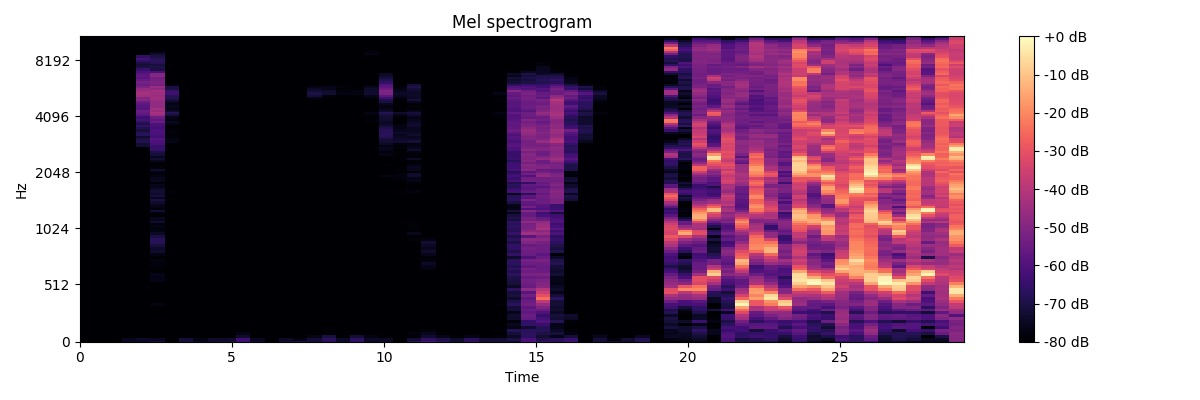 Mel spectrogram
Hz
8192
4096
2048
1024
512
0
0 5 10 15 20 25
Time
+0 dB
-10 dB
-20 dB
-30 dB
-40 dB
-50 dB
-60 dB
-70 dB
-80 dB